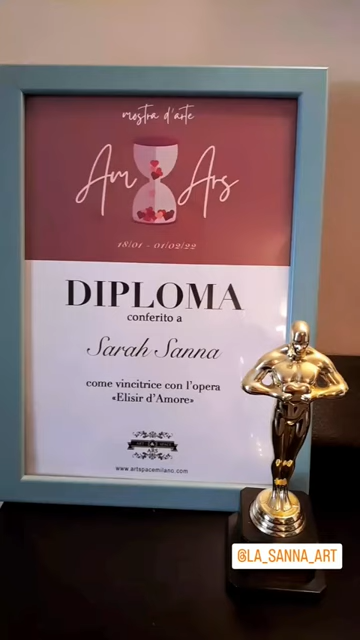 mostra d'arte
Am Ars
18/01 - 01/02/22
DIPLOMA
conferito a
Sarah Sanna
come vincitrice con l'opera
«Elisir d'Amore»
ARS
www.artspacemilano.com
@LA_SANNA_ART